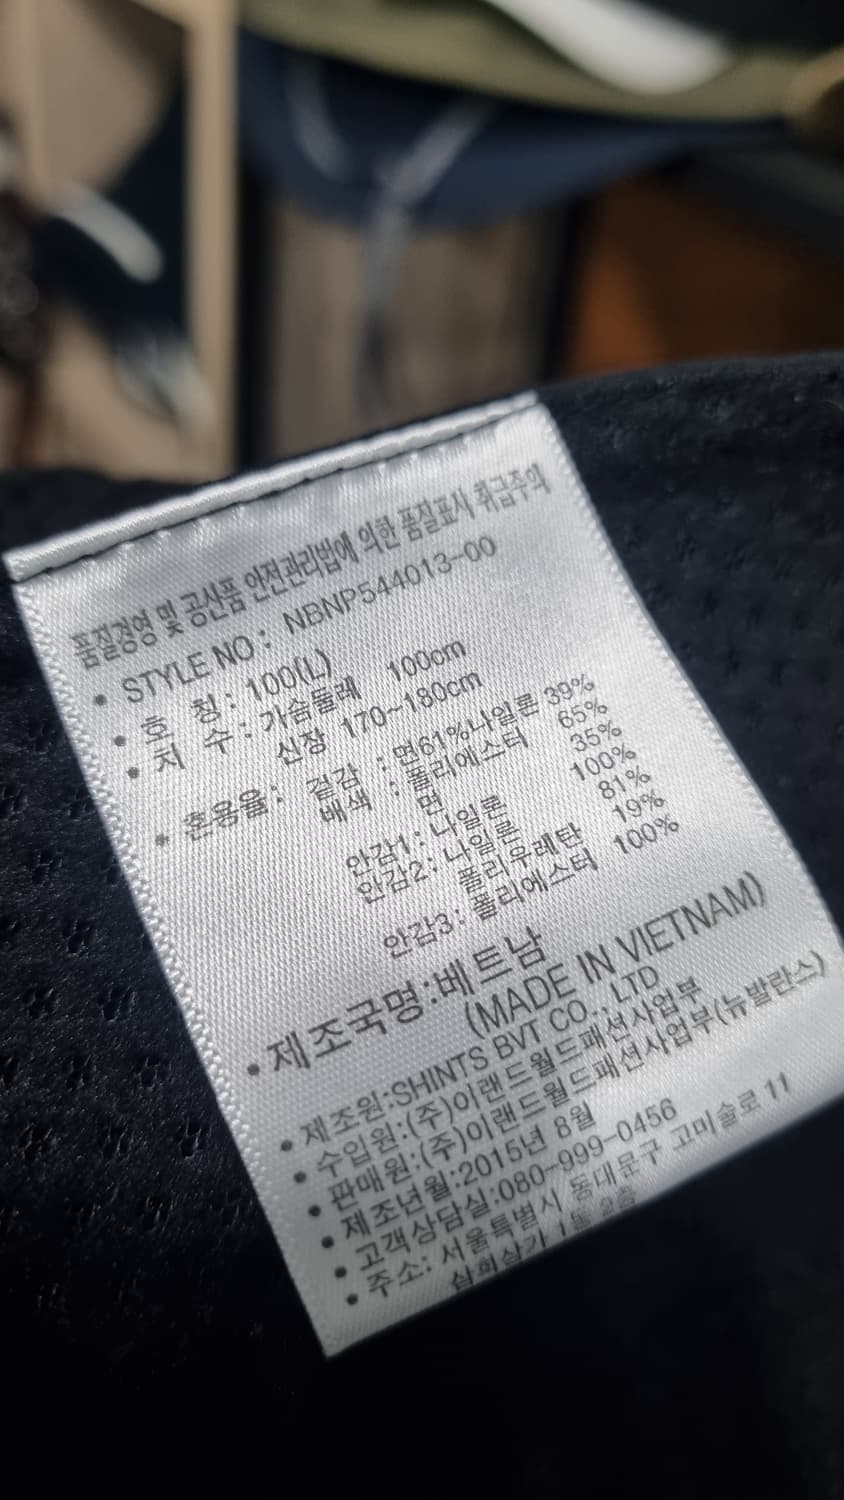 품질경영 및 공산품 안전관리법에 의한 품질표시 취급주의
• STYLE NO : NBNP544013-00
• 호 칭 : 100(L)
• 치 수 : 가슴둘레 100cm
신장 170~180cm
• 혼용율 : 겉감 : 면61%나일론 39%
배색 : 폴리에스터 65%
면 35%
안감1 : 나일론 100%
안감2 : 나일론 81%
폴리우레탄 19%
안감3 : 폴리에스터 100%
• 제조국명:베트남
(MADE IN VIETNAM)
• 제조원:SHINTS BVT CO., LTD
• 수입원:(주)이랜드월드패션사업부
• 판매원:(주)이랜드월드패션사업부(뉴발란스)
• 제조년월:2015년 8월
• 고객상담실:080-999-0456
• 주소: 서울특별시 동대문구 고미술로 11